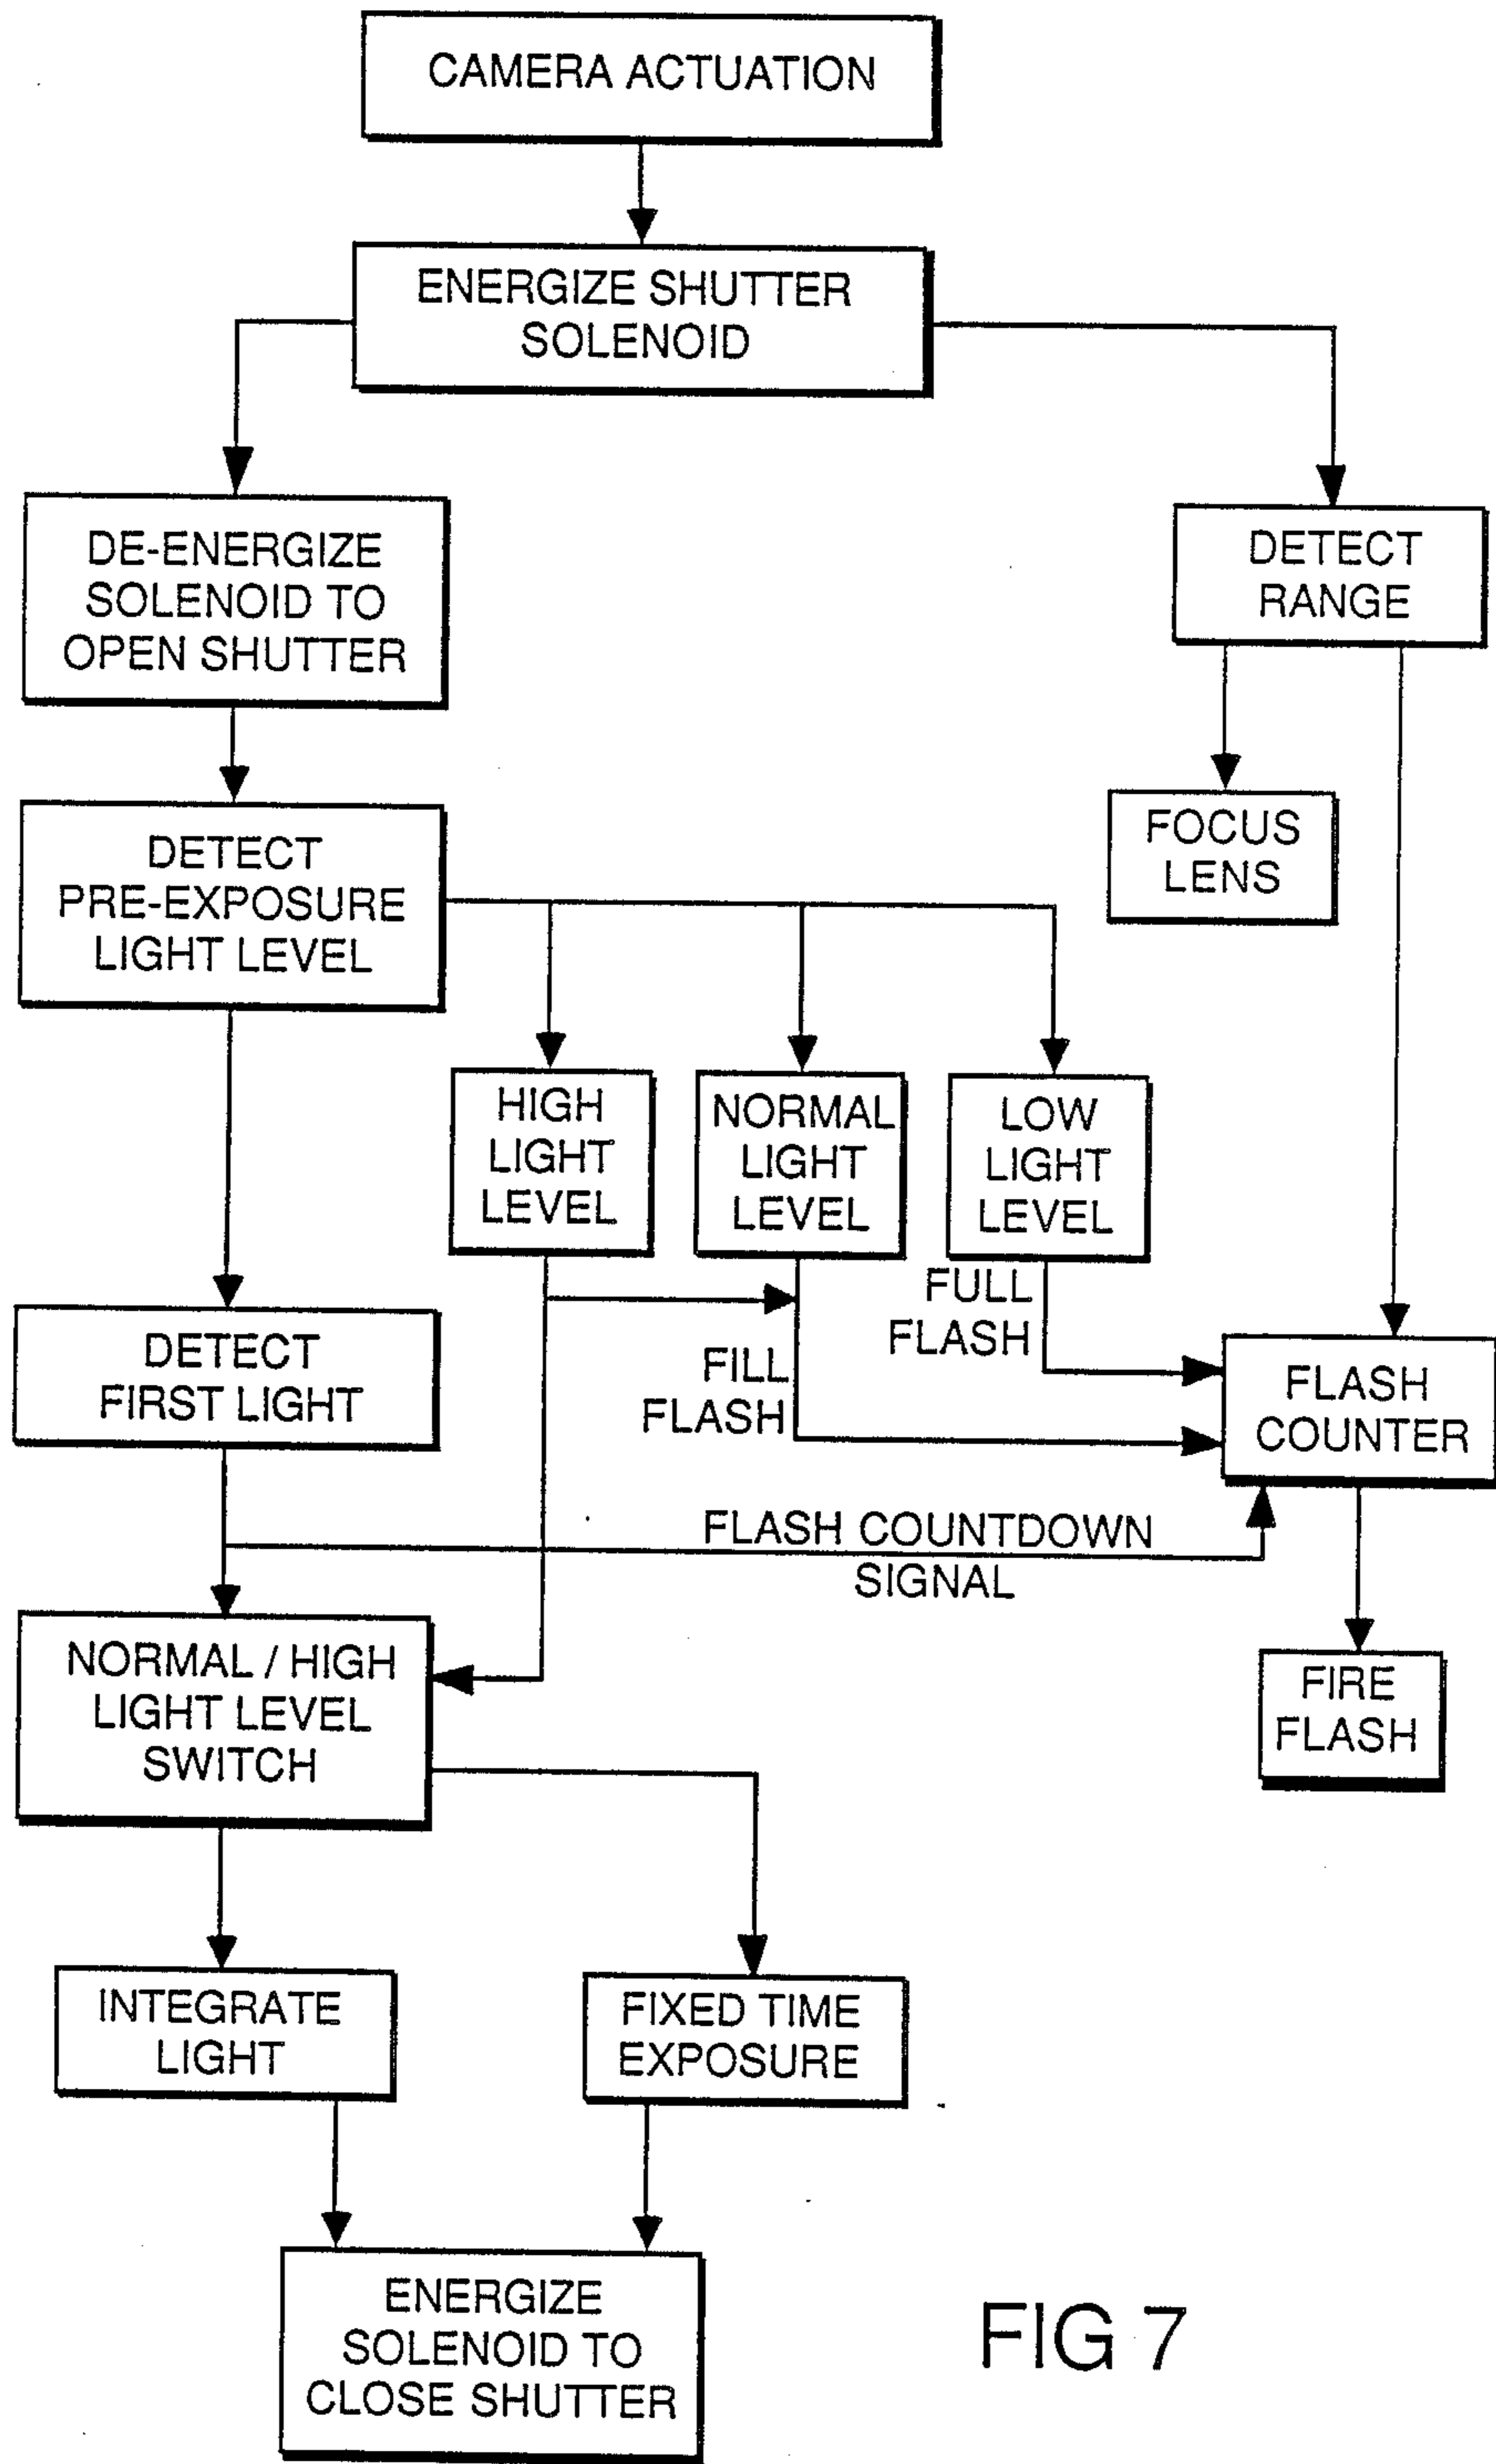 CAMERA ACTUATION
ENERGIZE SHUTTER
SOLENOID
DE-ENERGIZE
SOLENOID TO
OPEN SHUTTER
DETECT
RANGE
FOCUS
LENS
DETECT
PRE-EXPOSURE
LIGHT LEVEL
HIGH
LIGHT
LEVEL
NORMAL
LIGHT
LEVEL
LOW
LIGHT
LEVEL
FULL
FLASH
FILL
FLASH
DETECT
FIRST LIGHT
FLASH
COUNTER
FLASH COUNTDOWN
SIGNAL
NORMAL / HIGH
LIGHT LEVEL
SWITCH
FIRE
FLASH
INTEGRATE
LIGHT
FIXED TIME
EXPOSURE
ENERGIZE
SOLENOID TO
CLOSE SHUTTER
FIG 7